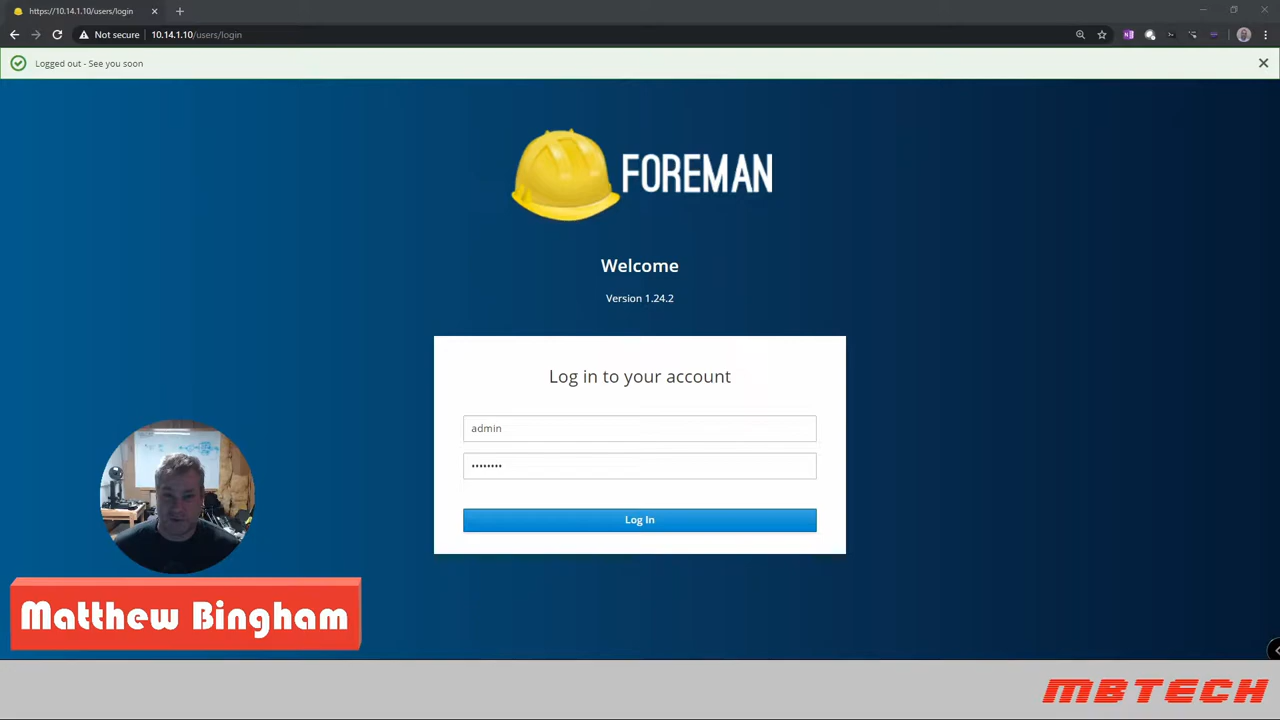 https://10.14.1.10/users/login
Not secure
10.14.1.10/users/login
Logged out - See you soon
FOREMAN
Welcome
Version 1.24.2
Log in to your account
admin
••••••••
Log In
Matthew Bingham
MBTECH